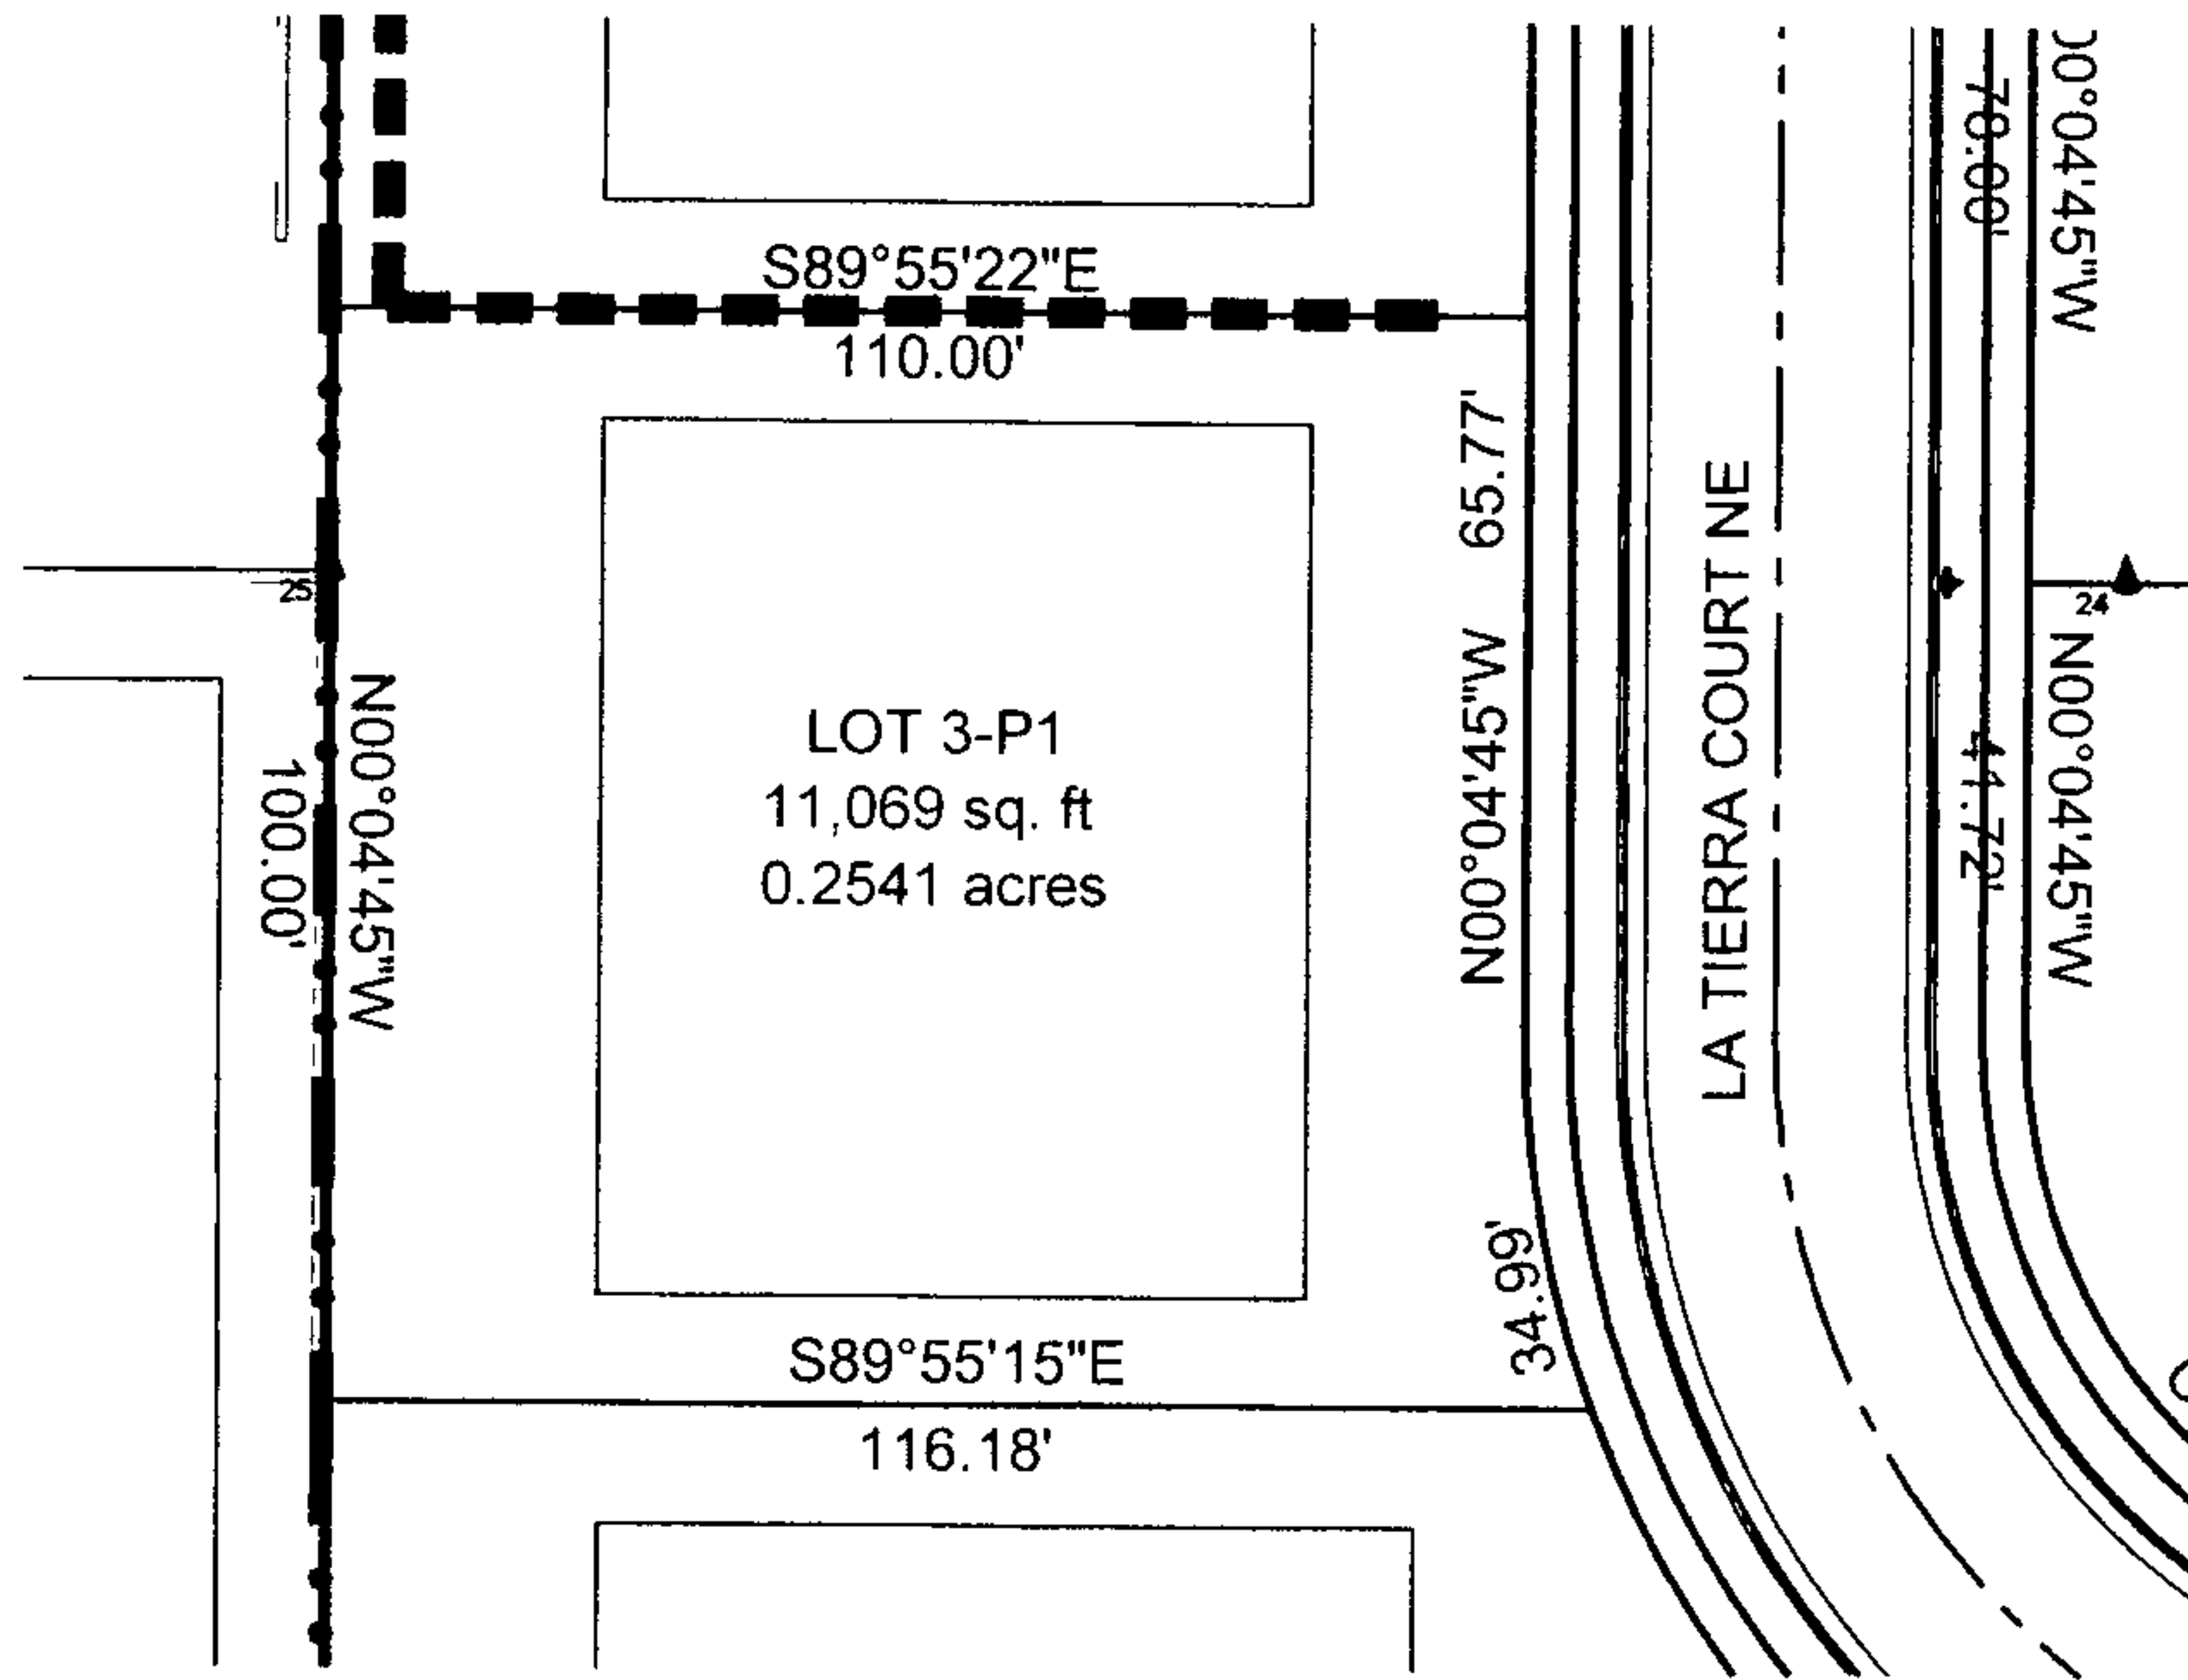 S89°55'22"E
110.00'
65.77'
N00°04'45"W
LA TIERRA COURT NE
78.00'
0°04'45"W
25
24
N00°04'45"W
100.00'
LOT 3-P1
11,069 sq. ft
0.2541 acres
N00°04'45"W
41.72'
34.99'
S89°55'15"E
116.18'